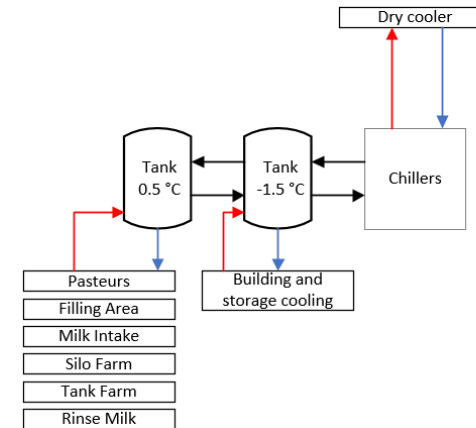 Dry cooler
Tank
0.5 °C
Tank
-1.5 °C
Chillers
Pasteurs
Building and
storage cooling
Filling Area
Milk Intake
Silo Farm
Tank Farm
Rinse Milk